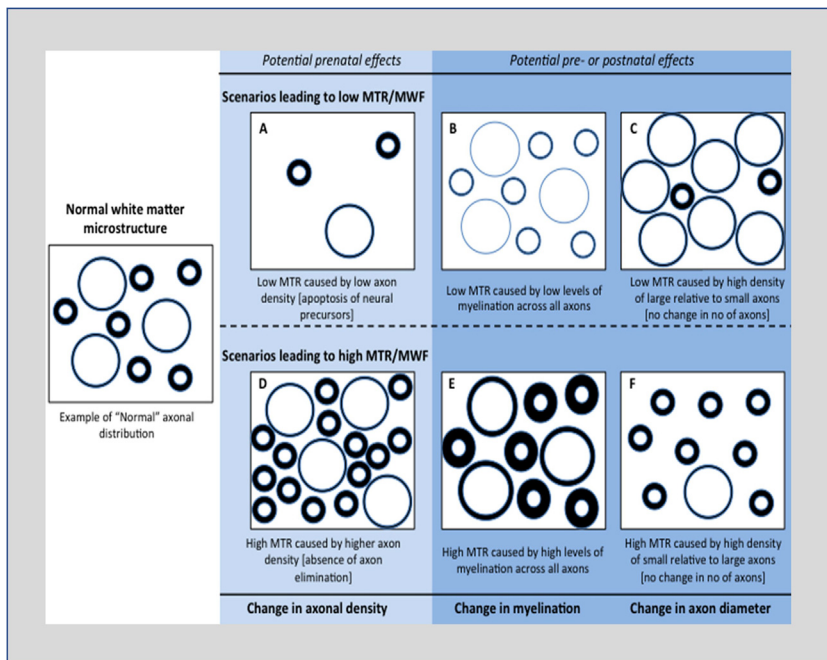 Potential prenatal effects
Potential pre- or postnatal effects
Scenarios leading to low MTR/MWF
A
B
C
Low MTR caused by low axon
density [apoptosis of neural
precursors]
Low MTR caused by low levels of
myelination across all axons
Low MTR caused by high density
of large relative to small axons
[no change in no of axons]
Normal white matter
microstructure
Example of “Normal” axonal
distribution
Scenarios leading to high MTR/MWF
D
E
F
High MTR caused by higher axon
density [absence of axon
elimination]
High MTR caused by high levels of
myelination across all axons
High MTR caused by high density
of small relative to large axons
[no change in no of axons]
Change in axonal density
Change in myelination
Change in axon diameter